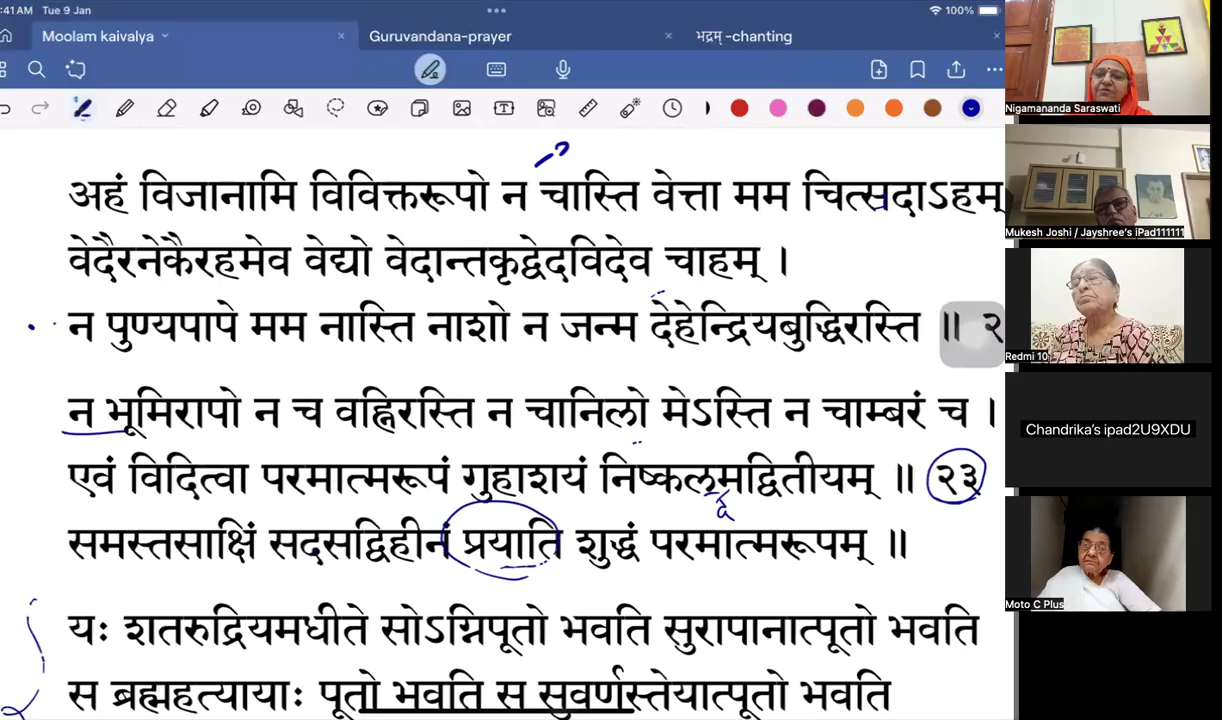 :41 AM Tue 9 Jan 100%
Moolam kaivalya
Guruvandana-prayer
भद्रम् -chanting
अहं विजानामि विविक्तरूपो न चास्ति वेत्ता मम चित्सदाऽहम्
वेदैरनेकैरहमेव वेद्यो वेदान्तकृद्वेदविदेव चाहम् ।
न पुण्यपापे मम नास्ति नाशो न जन्म देहेन्द्रियबुद्धिरस्ति ॥ २
न भूमिरापो न च वह्निरस्ति न चानिलो मेऽस्ति न चाम्बरं च ।
एवं विदित्वा परमात्मरूपं गुहाशयं निष्कलमद्वितीयम् ॥ २३
द्व
समस्तसाक्षिं सदसद्विहीनं प्रयाति शुद्धं परमात्मरूपम् ॥
यः शतरुद्रियमधीते सोऽग्निपूतो भवति सुरापानात्पूतो भवति
स ब्रह्महत्यायाः पूतो भवति स सुवर्णस्तेयात्पूतो भवति
Nigamananda Saraswati
Mukesh Joshi / Jayshree's iPad111111
Redmi 10
Chandrika's ipad2U9XDU
Moto C Plus